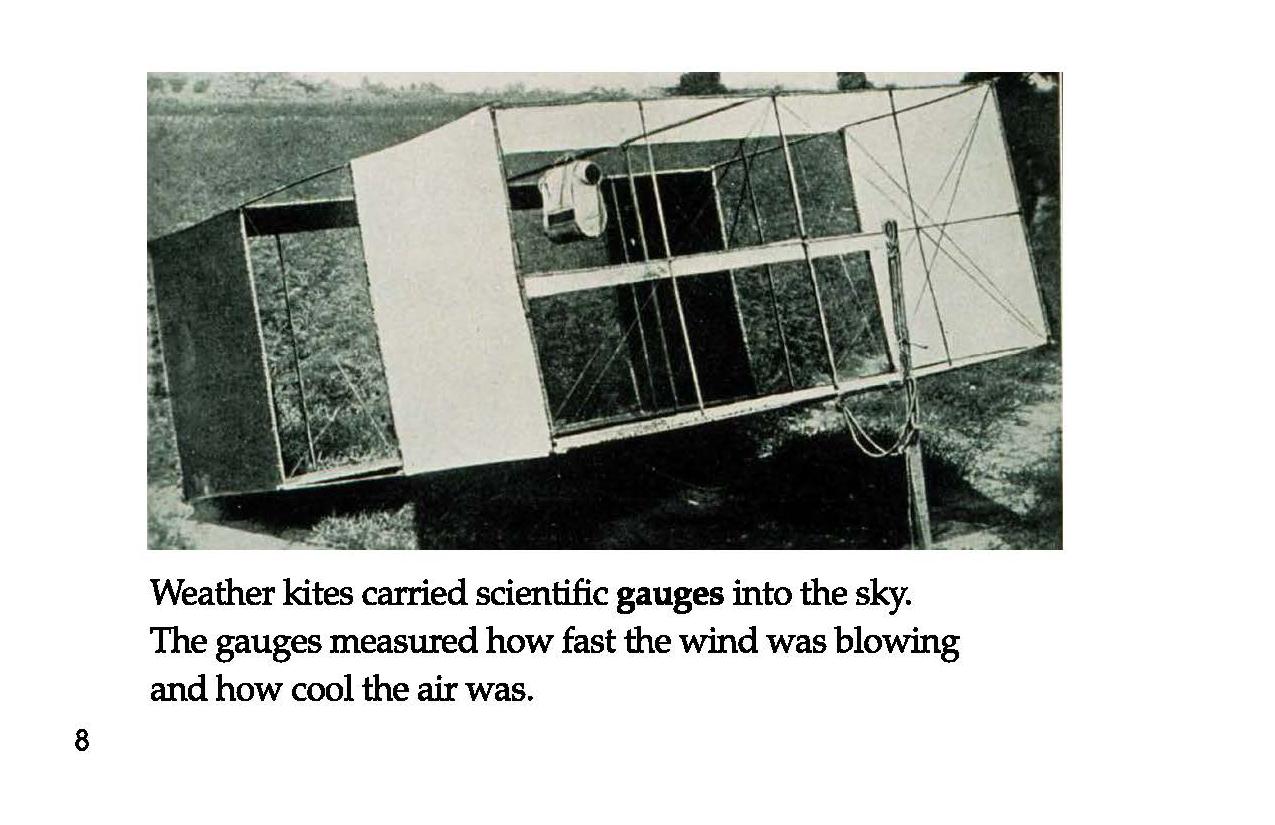 Weather kites carried scientific gauges into the sky.
The gauges measured how fast the wind was blowing
and how cool the air was.
8